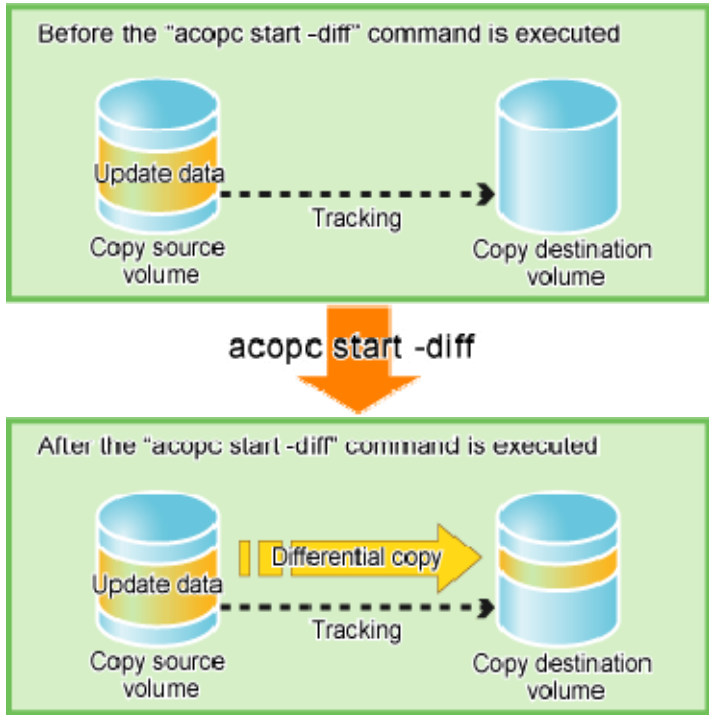 Before the “acopc start -diff” command is executed
Update data
Tracking
Copy source
volume
Copy destination
volume
acopc start -diff
After the “acopc start -diff” command is executed
Differential copy
Update data
Tracking
Copy source
volume
Copy destination
volume